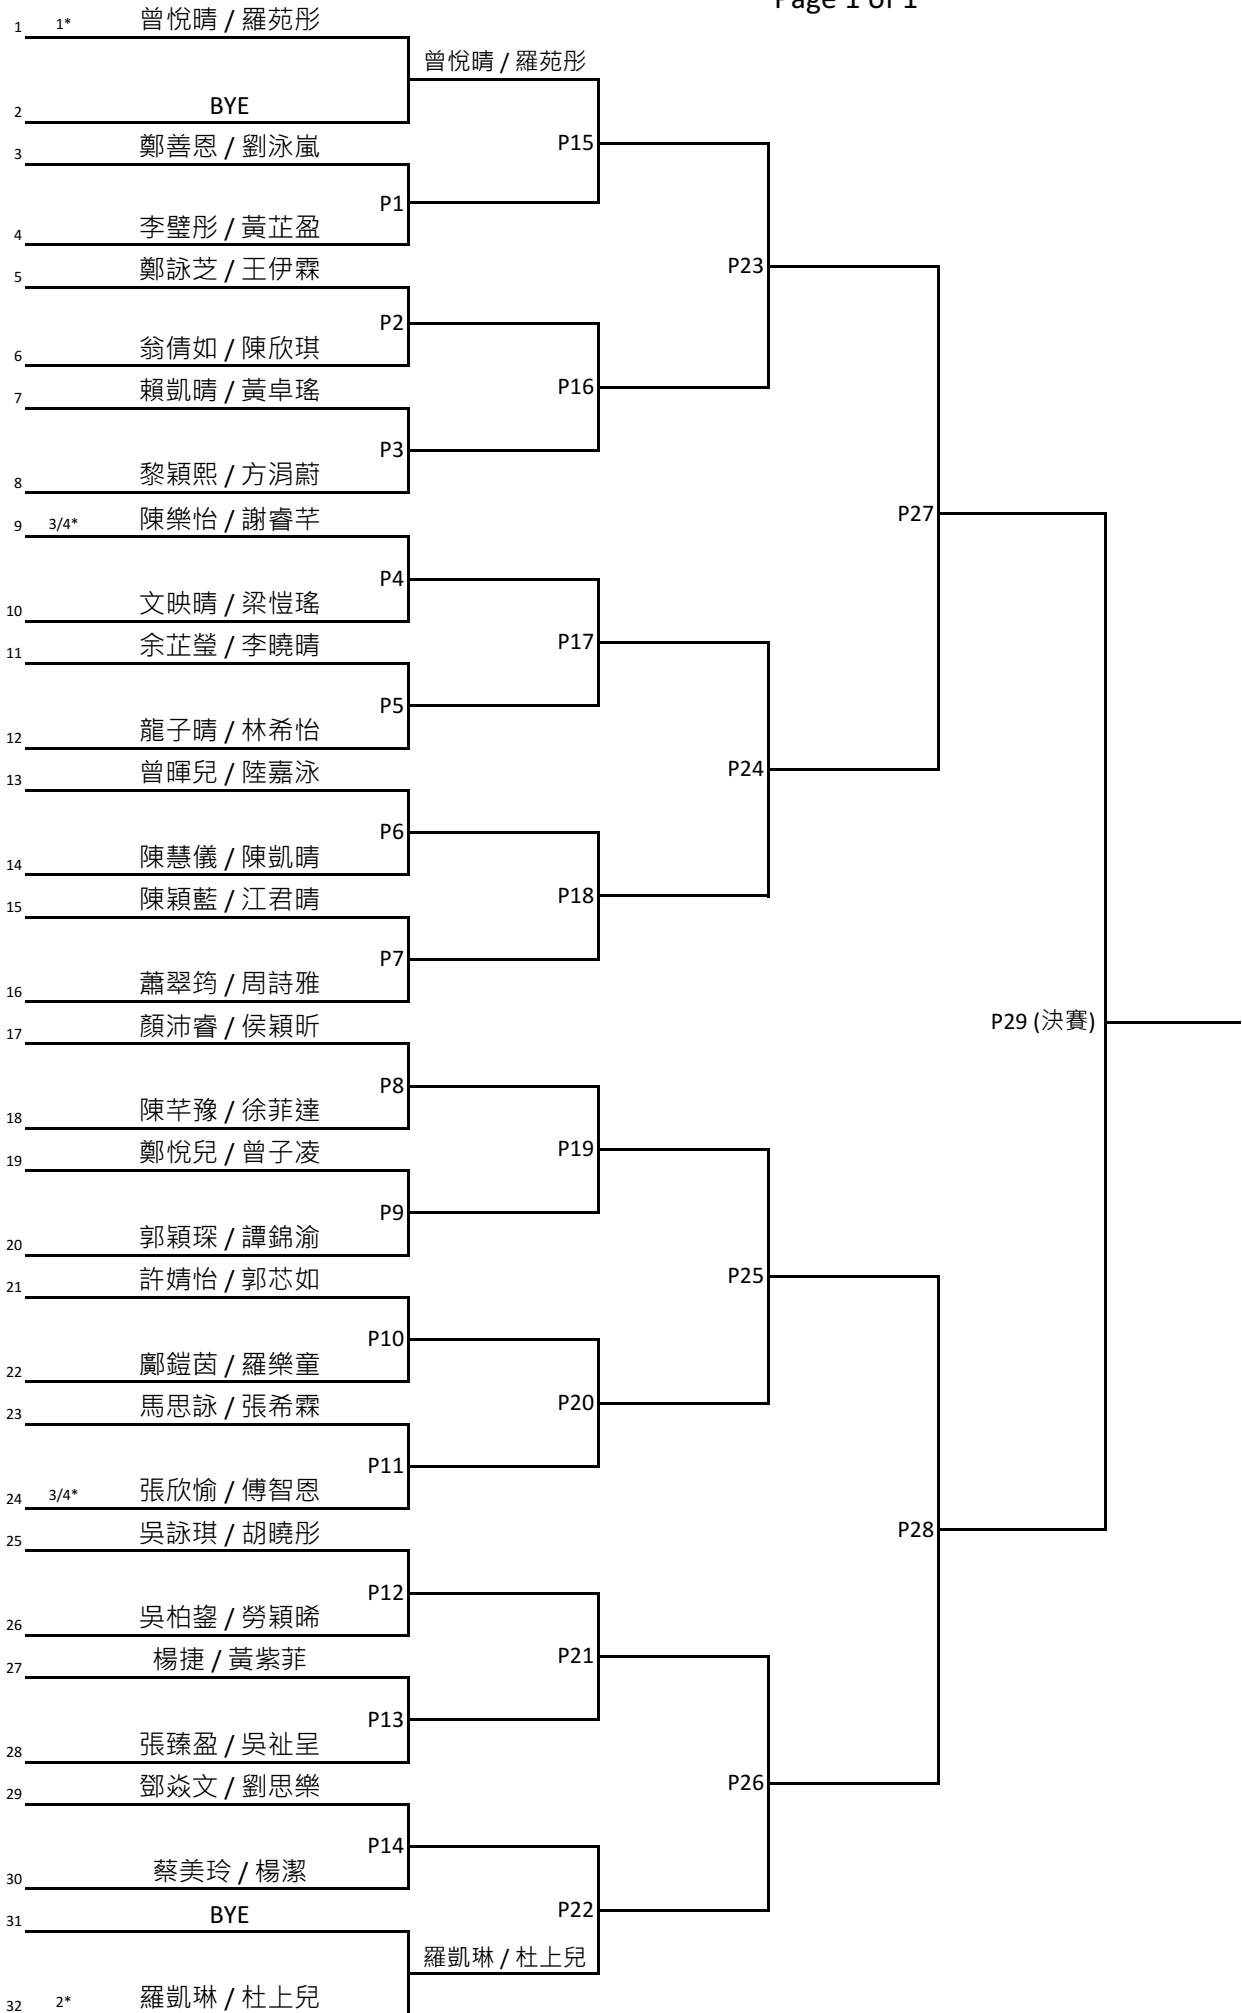 Page 1 of 1
1 1* 曾悅晴 / 羅苑彤
曾悅晴 / 羅苑彤
2 BYE
3 鄭善恩 / 劉泳嵐
P15
P1
4 李璧彤 / 黃芷盈
5 鄭詠芝 / 王伊霖
P23
P2
6 翁倩如 / 陳欣琪
7 賴凱晴 / 黃卓瑤
P16
P3
8 黎穎熙 / 方涓蔚
9 3/4* 陳樂怡 / 謝睿芊
P27
P4
10 文映晴 / 梁愷瑤
11 余芷瑩 / 李曉晴
P17
P5
12 龍子晴 / 林希怡
13 曾暉兒 / 陸嘉泳
P24
P6
14 陳慧儀 / 陳凱晴
15 陳穎藍 / 江君晴
P18
P7
16 蕭翠筠 / 周詩雅
17 顏沛睿 / 侯穎昕
P29 (決賽)
P8
18 陳芊豫 / 徐菲達
19 鄭悅兒 / 曾子凌
P19
P9
20 郭穎琛 / 譚錦渝
21 許婧怡 / 郭芯如
P25
P10
22 鄺鎧茵 / 羅樂童
23 馬思詠 / 張希霖
P20
P11
24 3/4* 張欣愉 / 傅智恩
25 吳詠琪 / 胡曉彤
P28
P12
26 吳柏鋆 / 勞穎晞
27 楊捷 / 黃紫菲
P21
P13
28 張臻盈 / 吳祉呈
29 鄧焱文 / 劉思樂
P26
P14
30 蔡美玲 / 楊潔
31 BYE
P22
羅凱琳 / 杜上兒
32 2* 羅凱琳 / 杜上兒